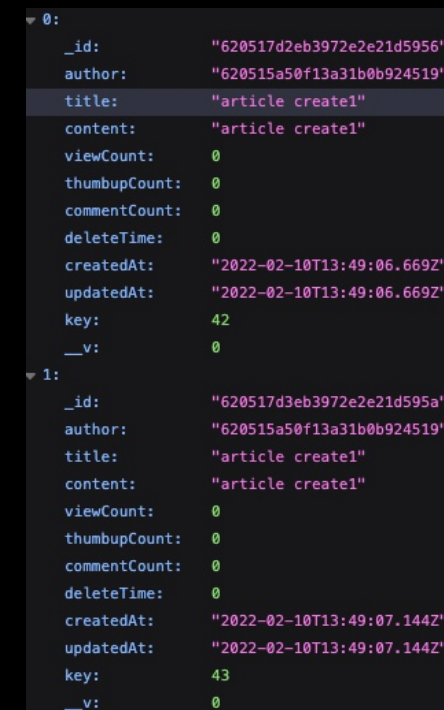 0:
_id: "620517d2eb3972e2e21d5956"
author: "620515a50f13a31b0b924519"
title: "article create1"
content: "article create1"
viewCount: 0
thumbupCount: 0
commentCount: 0
deleteTime: 0
createdAt: "2022-02-10T13:49:06.669Z"
updatedAt: "2022-02-10T13:49:06.669Z"
key: 42
__v: 0
1:
_id: "620517d3eb3972e2e21d595a"
author: "620515a50f13a31b0b924519"
title: "article create1"
content: "article create1"
viewCount: 0
thumbupCount: 0
commentCount: 0
deleteTime: 0
createdAt: "2022-02-10T13:49:07.144Z"
updatedAt: "2022-02-10T13:49:07.144Z"
key: 43
__v: 0